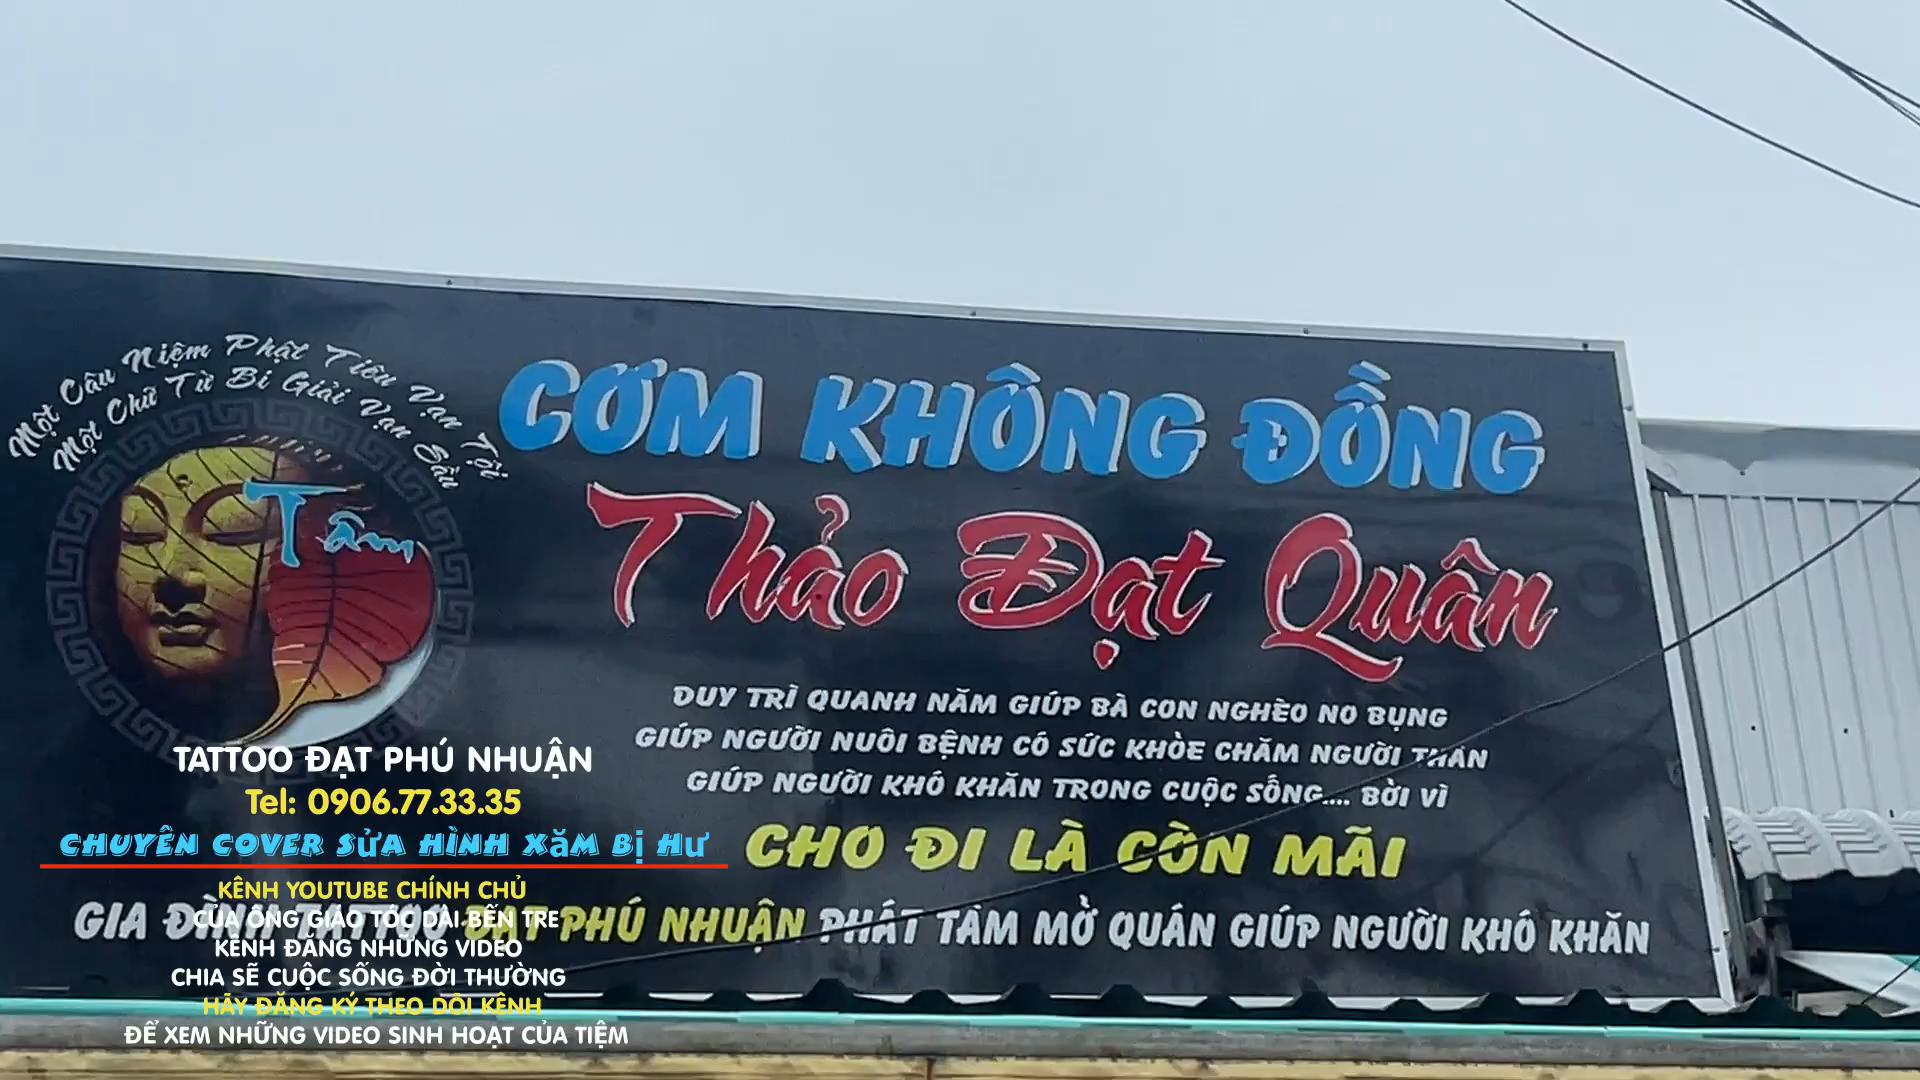 Một Câu Niệm Phật Tiêu Vạn Tội
Một Chữ Từ Bi Giải Vạn Sầu
Tâm
CƠM KHÔNG ĐỒNG
Thảo Đạt Quân
DUY TRÌ QUANH NĂM GIÚP BÀ CON NGHÈO NO BỤNG
GIÚP NGƯỜI NUÔI BỆNH CÓ SỨC KHỎE CHĂM NGƯỜI THÂN
GIÚP NGƯỜI KHÓ KHĂN TRONG CUỘC SỐNG.... BỞI VÌ
CHO ĐI LÀ CÒN MÃI
GIA ĐÌNH TATTOO ĐẠT PHÚ NHUẬN PHÁT TÂM MỞ QUÁN GIÚP NGƯỜI KHÓ KHĂN
TATTOO ĐẠT PHÚ NHUẬN
Tel: 0906.77.33.35
CHUYÊN COVER SỬA HÌNH XĂM BỊ HƯ
KÊNH YOUTUBE CHÍNH CHỦ
CỦA ÔNG GIÁO TÓC DÀI BẾN TRE
KÊNH ĐĂNG NHỮNG VIDEO
CHIA SẼ CUỘC SỐNG ĐỜI THƯỜNG
HÃY ĐĂNG KÝ THEO DÕI KÊNH
ĐỂ XEM NHỮNG VIDEO SINH HOẠT CỦA TIỆM